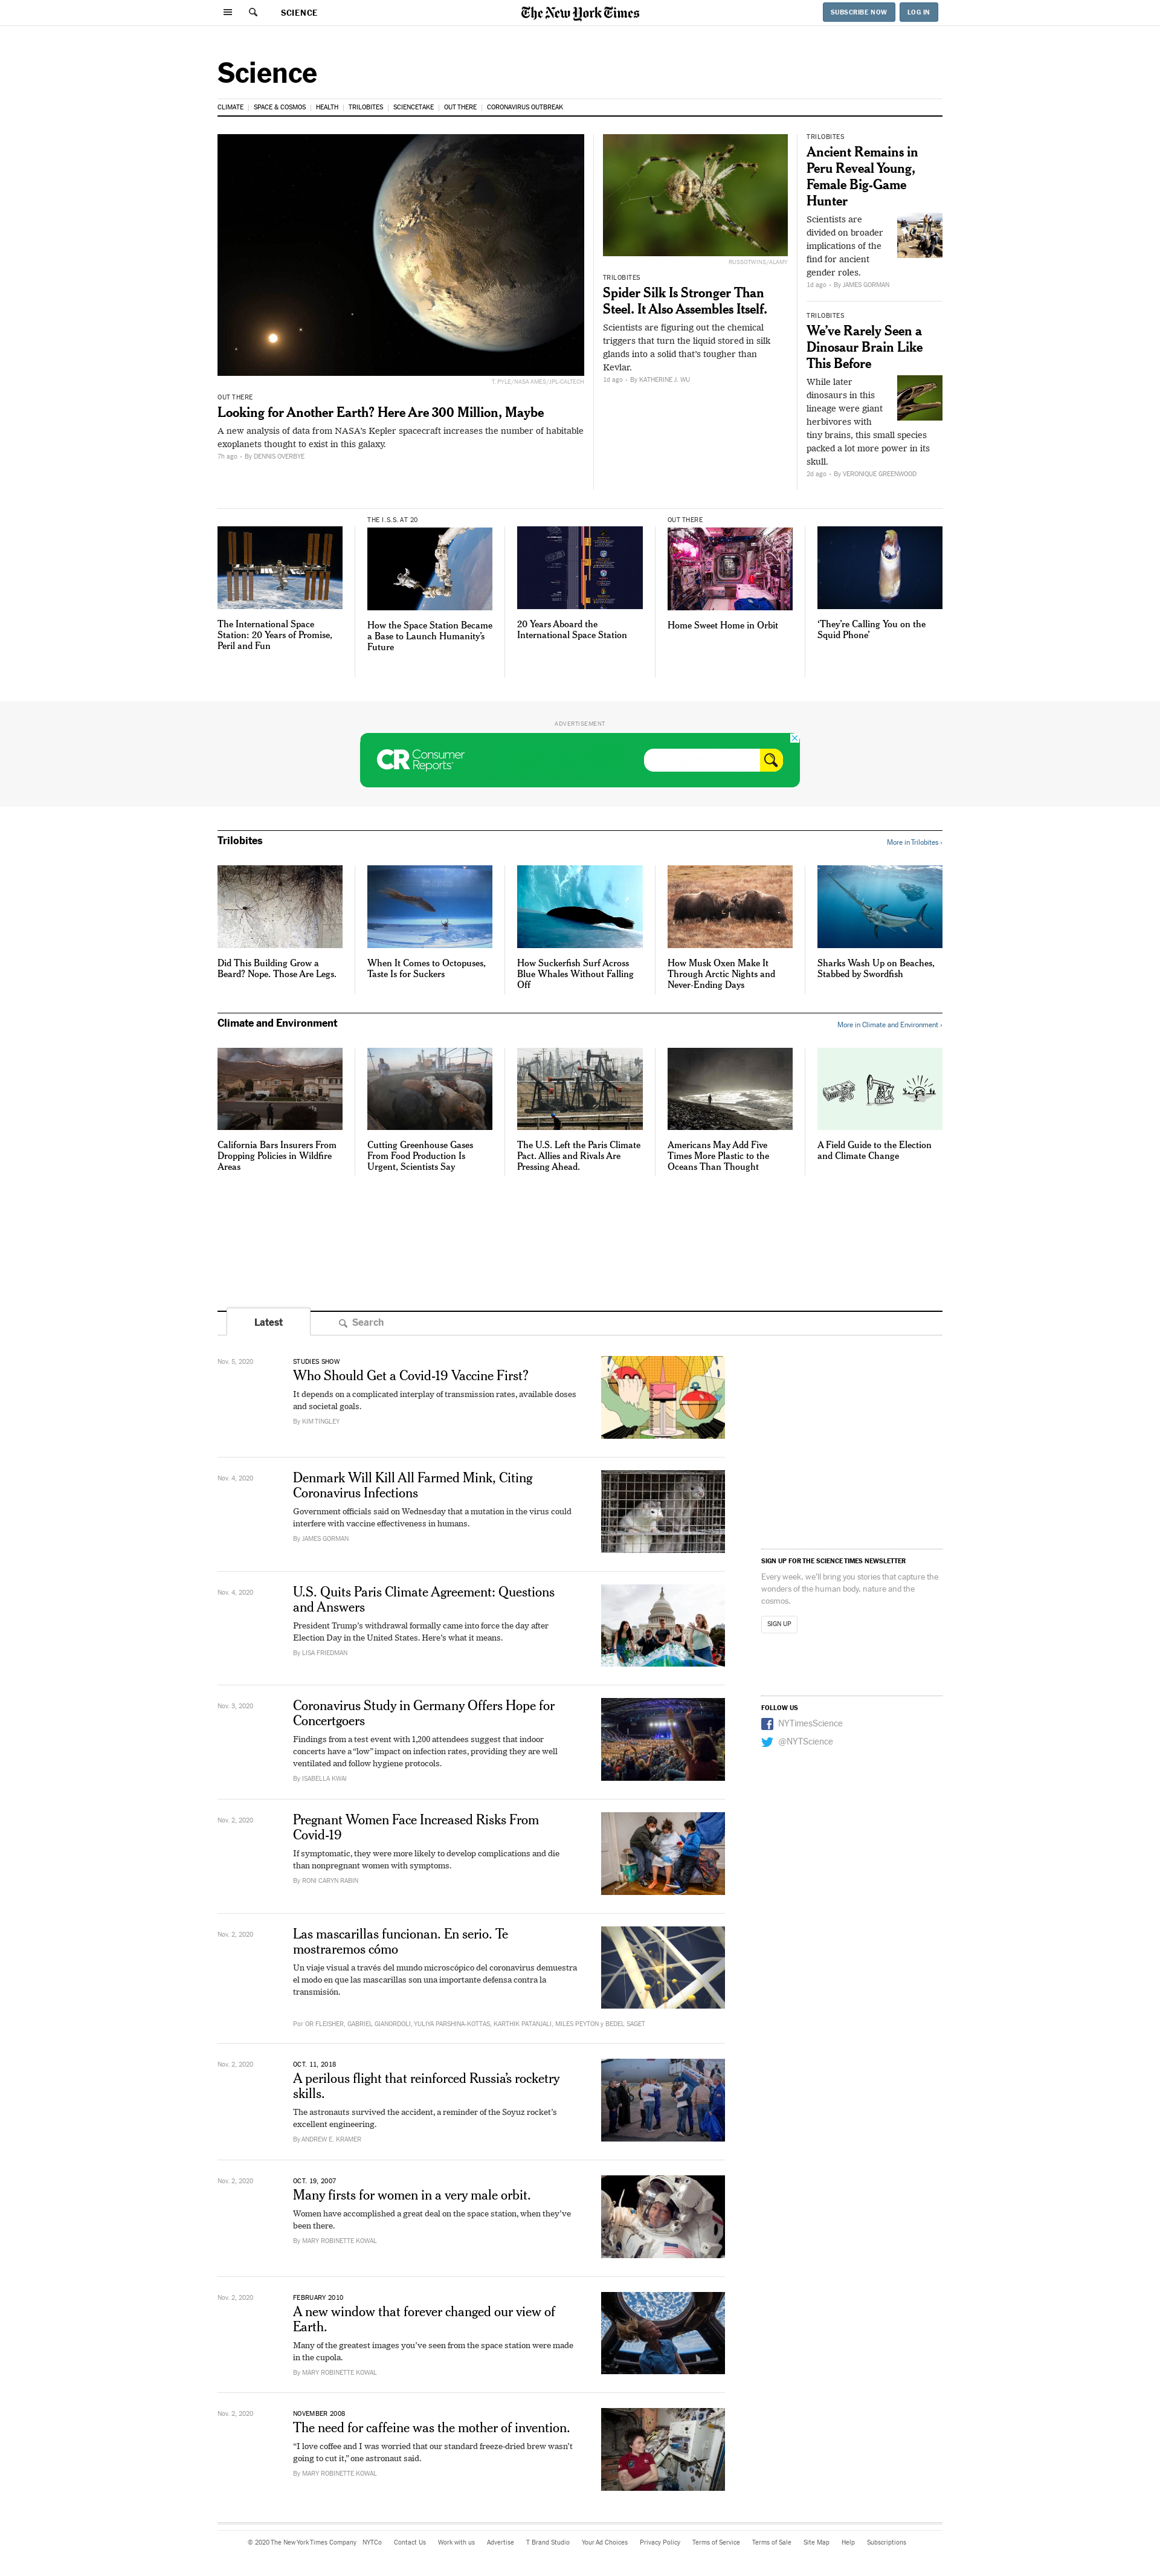 SCIENCE
The New York Times
SUBSCRIBE NOW
LOG IN
Science
CLIMATE
SPACE & COSMOS
HEALTH
TRILOBITES
SCIENCETAKE
OUT THERE
CORONAVIRUS OUTBREAK
T. PYLE/NASA AMES/JPL-CALTECH
OUT THERE
Looking for Another Earth? Here Are 300 Million, Maybe
A new analysis of data from NASA's Kepler spacecraft increases the number of habitable
exoplanets thought to exist in this galaxy.
7h ago • By DENNIS OVERBYE
RUSSOTWINS/ALAMY
TRILOBITES
Spider Silk Is Stronger Than
Steel. It Also Assembles Itself.
Scientists are figuring out the chemical
triggers that turn the liquid stored in silk
glands into a solid that's tougher than
Kevlar.
1d ago • By KATHERINE J. WU
TRILOBITES
Ancient Remains in
Peru Reveal Young,
Female Big-Game
Hunter
Scientists are
divided on broader
implications of the
find for ancient
gender roles.
1d ago • By JAMES GORMAN
TRILOBITES
We've Rarely Seen a
Dinosaur Brain Like
This Before
While later
dinosaurs in this
lineage were giant
herbivores with
tiny brains, this small species
packed a lot more power in its
skull.
2d ago • By VERONIQUE GREENWOOD
The International Space
Station: 20 Years of Promise,
Peril and Fun
THE I.S.S. AT 20
How the Space Station Became
a Base to Launch Humanity's
Future
20 Years Aboard the
International Space Station
OUT THERE
Home Sweet Home in Orbit
'They're Calling You on the
Squid Phone'
ADVERTISEMENT
CR Consumer
Reports
Trilobites
More in Trilobites ›
Did This Building Grow a
Beard? Nope. Those Are Legs.
When It Comes to Octopuses,
Taste Is for Suckers
How Suckerfish Surf Across
Blue Whales Without Falling
Off
How Musk Oxen Make It
Through Arctic Nights and
Never-Ending Days
Sharks Wash Up on Beaches,
Stabbed by Swordfish
Climate and Environment
More in Climate and Environment ›
California Bars Insurers From
Dropping Policies in Wildfire
Areas
Cutting Greenhouse Gases
From Food Production Is
Urgent, Scientists Say
The U.S. Left the Paris Climate
Pact. Allies and Rivals Are
Pressing Ahead.
Americans May Add Five
Times More Plastic to the
Oceans Than Thought
A Field Guide to the Election
and Climate Change
Latest
Search
Nov. 5, 2020
STUDIES SHOW
Who Should Get a Covid-19 Vaccine First?
It depends on a complicated interplay of transmission rates, available doses
and societal goals.
By KIM TINGLEY
Nov. 4, 2020
Denmark Will Kill All Farmed Mink, Citing
Coronavirus Infections
Government officials said on Wednesday that a mutation in the virus could
interfere with vaccine effectiveness in humans.
By JAMES GORMAN
Nov. 4, 2020
U.S. Quits Paris Climate Agreement: Questions
and Answers
President Trump's withdrawal formally came into force the day after
Election Day in the United States. Here's what it means.
By LISA FRIEDMAN
Nov. 3, 2020
Coronavirus Study in Germany Offers Hope for
Concertgoers
Findings from a test event with 1,200 attendees suggest that indoor
concerts have a "low" impact on infection rates, providing they are well
ventilated and follow hygiene protocols.
By ISABELLA KWAI
Nov. 2, 2020
Pregnant Women Face Increased Risks From
Covid-19
If symptomatic, they were more likely to develop complications and die
than nonpregnant women with symptoms.
By RONI CARYN RABIN
Nov. 2, 2020
Las mascarillas funcionan. En serio. Te
mostraremos cómo
Un viaje visual a través del mundo microscópico del coronavirus demuestra
el modo en que las mascarillas son una importante defensa contra la
transmisión.
Por OR FLEISHER, GABRIEL GIANORDOLI, YULIYA PARSHINA-KOTTAS, KARTHIK PATANJALI, MILES PEYTON y BEDEL SAGET
Nov. 2, 2020
OCT. 11, 2018
A perilous flight that reinforced Russia's rocketry
skills.
The astronauts survived the accident, a reminder of the Soyuz rocket's
excellent engineering.
By ANDREW E. KRAMER
Nov. 2, 2020
OCT. 19, 2007
Many firsts for women in a very male orbit.
Women have accomplished a great deal on the space station, when they've
been there.
By MARY ROBINETTE KOWAL
Nov. 2, 2020
FEBRUARY 2010
A new window that forever changed our view of
Earth.
Many of the greatest images you've seen from the space station were made
in the cupola.
By MARY ROBINETTE KOWAL
Nov. 2, 2020
NOVEMBER 2008
The need for caffeine was the mother of invention.
"I love coffee and I was worried that our standard freeze-dried brew wasn't
going to cut it," one astronaut said.
By MARY ROBINETTE KOWAL
SIGN UP FOR THE SCIENCE TIMES NEWSLETTER
Every week, we'll bring you stories that capture the
wonders of the human body, nature and the
cosmos.
SIGN UP
FOLLOW US
NYTimesScience
@NYTScience
© 2020 The New York Times Company
NYTCo
Contact Us
Work with us
Advertise
T Brand Studio
Your Ad Choices
Privacy Policy
Terms of Service
Terms of Sale
Site Map
Help
Subscriptions